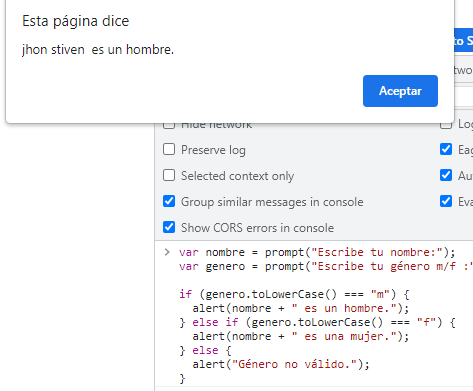 Esta página dice
jhon stiven  es un hombre.
Aceptar
to S
Hide network
Lo
Preserve log
Eag
Selected context only
Au
Group similar messages in console
Eva
Show CORS errors in console
> var nombre = prompt("Escribe tu nombre:");
var genero = prompt("Escribe tu género m/f :"
if (genero.toLowerCase() === "m") {
  alert(nombre + " es un hombre.");
} else if (genero.toLowerCase() === "f") {
  alert(nombre + " es una mujer.");
} else {
  alert("Género no válido.");
}